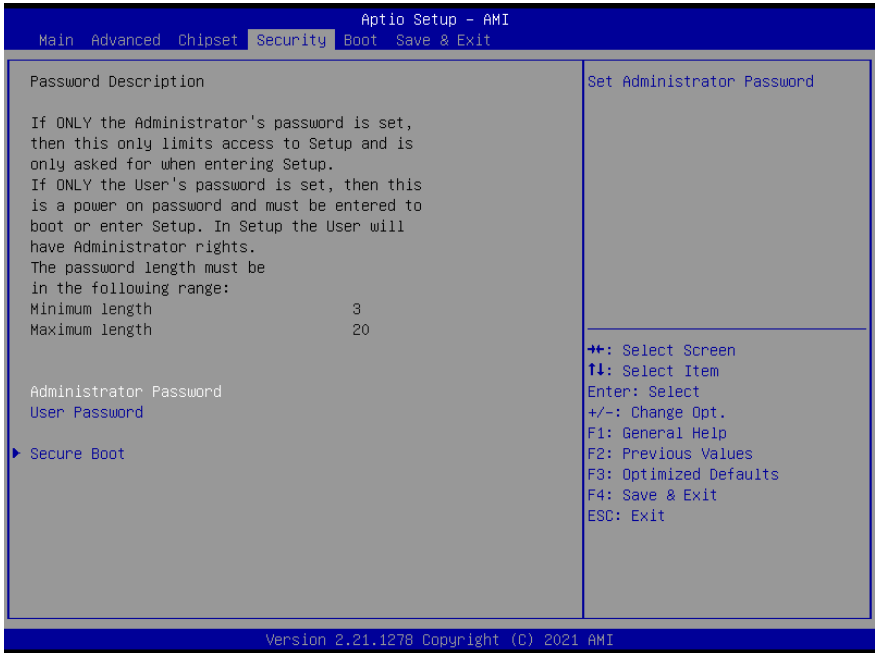 Aptio Setup – AMI
Main Advanced Chipset Security Boot Save & Exit
Password Description
If ONLY the Administrator's password is set,
then this only limits access to Setup and is
only asked for when entering Setup.
If ONLY the User's password is set, then this
is a power on password and must be entered to
boot or enter Setup. In Setup the User will
have Administrator rights.
The password length must be
in the following range:
Minimum length 3
Maximum length 20
Administrator Password
User Password
Secure Boot
Set Administrator Password
→←: Select Screen
↑↓: Select Item
Enter: Select
+/-: Change Opt.
F1: General Help
F2: Previous Values
F3: Optimized Defaults
F4: Save & Exit
ESC: Exit
Version 2.21.1278 Copyright (C) 2021 AMI